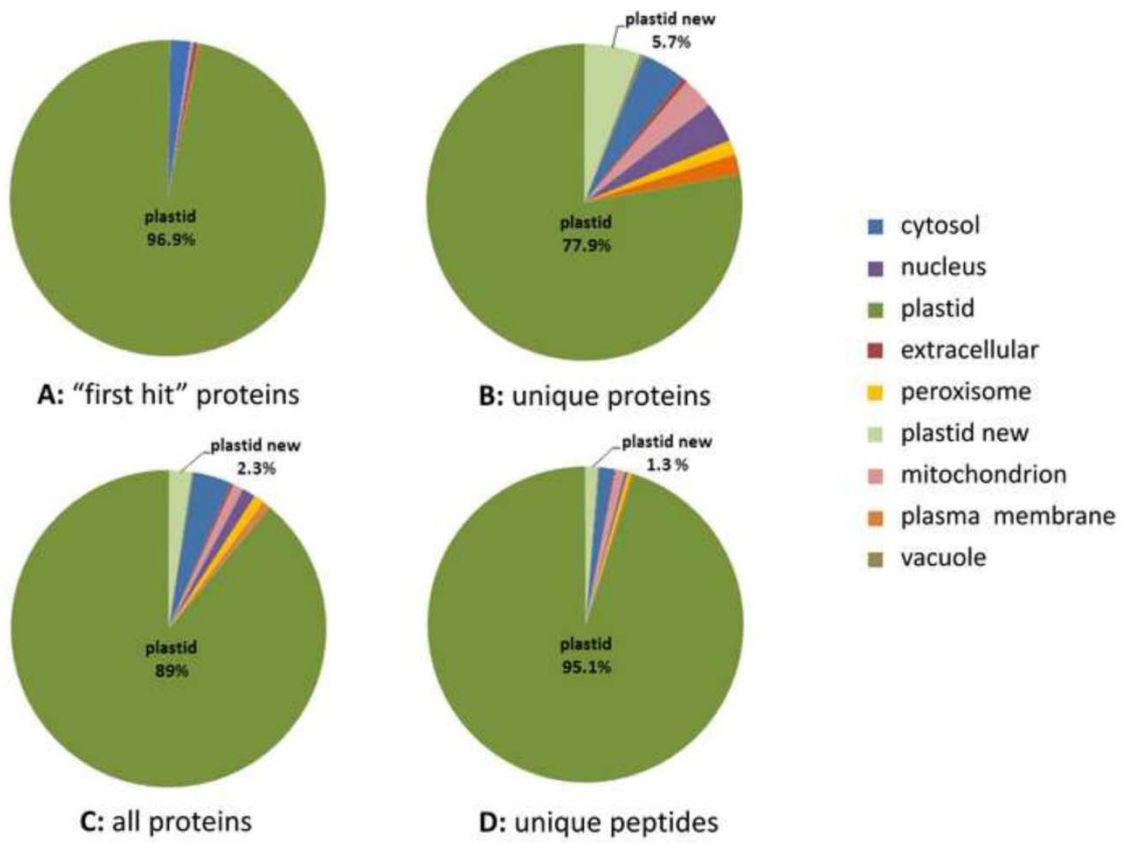 plastid new
5.7%
plastid
96.9%
plastid
77.9%
A: “first hit” proteins
B: unique proteins
plastid new
2.3%
plastid new
1.3 %
plastid
89%
plastid
95.1%
C: all proteins
D: unique peptides
cytosol
nucleus
plastid
extracellular
peroxisome
plastid new
mitochondrion
plasma membrane
vacuole